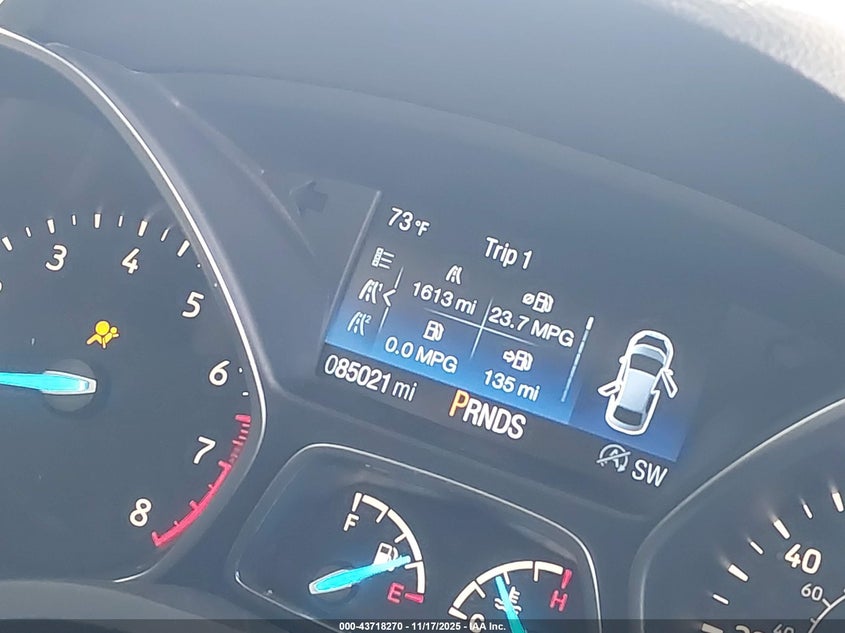 73°F
Trip 1
1613 mi
23.7 MPG
0.0 MPG
135 mi
085021 mi
PRNDS
SW
3
4
5
6
7
8
F
E
H
40
60
000-43718270 - 11/17/2025 - IAA Inc.